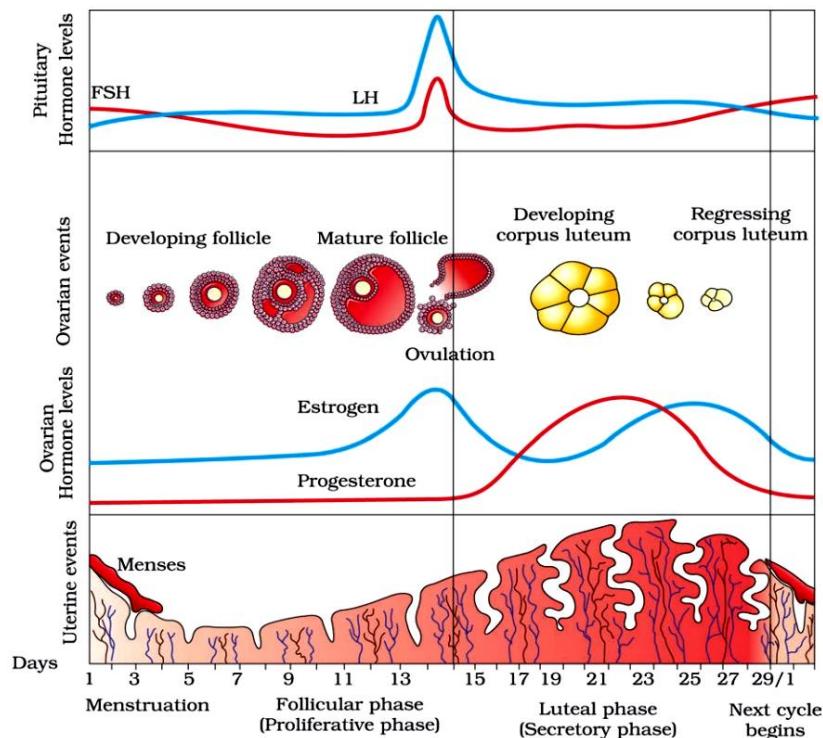 Pituitary
Hormone levels
FSH
LH
Ovarian events
Developing follicle
Mature follicle
Ovulation
Developing
corpus luteum
Regressing
corpus luteum
Ovarian
Hormone levels
Estrogen
Progesterone
Uterine events
Menses
Days
1 3 5 7 9 11 13 15 17 19 21 23 25 27 29/1
Menstruation
Follicular phase
(Proliferative phase)
Luteal phase
(Secretory phase)
Next cycle
begins